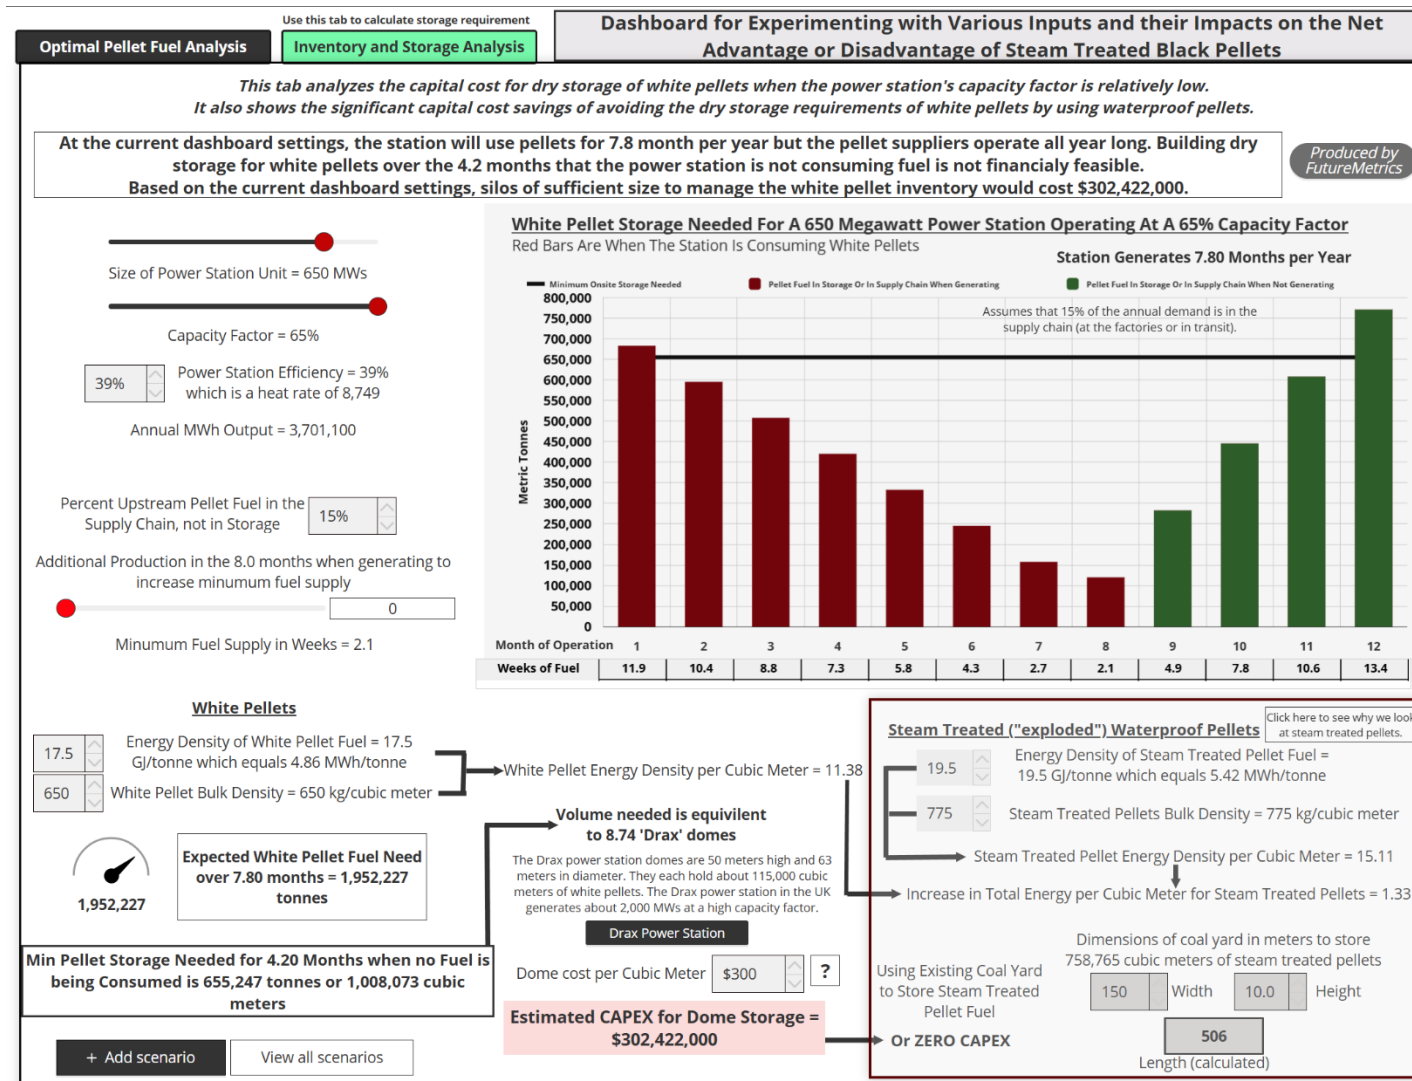 Use this tab to calculate storage requirement
Optimal Pellet Fuel Analysis
Inventory and Storage Analysis
Dashboard for Experimenting with Various Inputs and their Impacts on the Net
Advantage or Disadvantage of Steam Treated Black Pellets
This tab analyzes the capital cost for dry storage of white pellets when the power station's capacity factor is relatively low.
It also shows the significant capital cost savings of avoiding the dry storage requirements of white pellets by using waterproof pellets.
At the current dashboard settings, the station will use pellets for 7.8 month per year but the pellet suppliers operate all year long. Building dry
storage for white pellets over the 4.2 months that the power station is not consuming fuel is not financialy feasible.
Based on the current dashboard settings, silos of sufficient size to manage the white pellet inventory would cost $302,422,000.
Produced by
FutureMetrics
Size of Power Station Unit = 650 MWs
Capacity Factor = 65%
39%
Power Station Efficiency = 39%
which is a heat rate of 8,749
Annual MWh Output = 3,701,100
Percent Upstream Pellet Fuel in the
Supply Chain, not in Storage
15%
Additional Production in the 8.0 months when generating to
increase minumum fuel supply
0
Minumum Fuel Supply in Weeks = 2.1
White Pellet Storage Needed For A 650 Megawatt Power Station Operating At A 65% Capacity Factor
Red Bars Are When The Station Is Consuming White Pellets
Station Generates 7.80 Months per Year
Minimum Onsite Storage Needed
Pellet Fuel In Storage Or In Supply Chain When Generating
Pellet Fuel In Storage Or In Supply Chain When Not Generating
Assumes that 15% of the annual demand is in the
supply chain (at the factories or in transit).
Metric Tonnes
800,000
750,000
700,000
650,000
600,000
550,000
500,000
450,000
400,000
350,000
300,000
250,000
200,000
150,000
100,000
50,000
0
Month of Operation 1 2 3 4 5 6 7 8 9 10 11 12
Weeks of Fuel 11.9 10.4 8.8 7.3 5.8 4.3 2.7 2.1 4.9 7.8 10.6 13.4
White Pellets
17.5
Energy Density of White Pellet Fuel = 17.5
GJ/tonne which equals 4.86 MWh/tonne
650
White Pellet Bulk Density = 650 kg/cubic meter
White Pellet Energy Density per Cubic Meter = 11.38
1,952,227
Expected White Pellet Fuel Need
over 7.80 months = 1,952,227
tonnes
Min Pellet Storage Needed for 4.20 Months when no Fuel is
being Consumed is 655,247 tonnes or 1,008,073 cubic
meters
+ Add scenario
View all scenarios
Volume needed is equivilent
to 8.74 'Drax' domes
The Drax power station domes are 50 meters high and 63
meters in diameter. They each hold about 115,000 cubic
meters of white pellets. The Drax power station in the UK
generates about 2,000 MWs at a high capacity factor.
Drax Power Station
Dome cost per Cubic Meter
$300
?
Estimated CAPEX for Dome Storage =
$302,422,000
Steam Treated ("exploded") Waterproof Pellets
Click here to see why we look
at steam treated pellets.
19.5
Energy Density of Steam Treated Pellet Fuel =
19.5 GJ/tonne which equals 5.42 MWh/tonne
775
Steam Treated Pellets Bulk Density = 775 kg/cubic meter
Steam Treated Pellet Energy Density per Cubic Meter = 15.11
Increase in Total Energy per Cubic Meter for Steam Treated Pellets = 1.33
Dimensions of coal yard in meters to store
758,765 cubic meters of steam treated pellets
Using Existing Coal Yard
to Store Steam Treated
Pellet Fuel
150
Width
10.0
Height
Or ZERO CAPEX
506
Length (calculated)